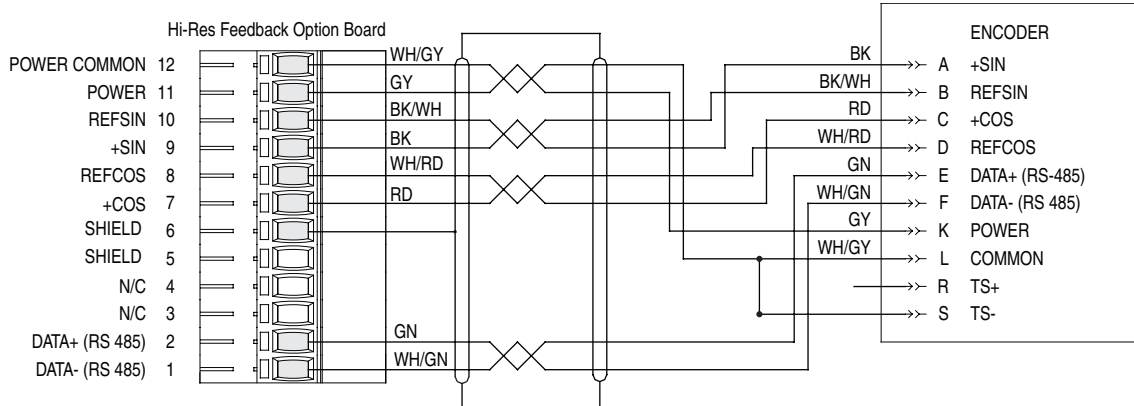 Hi-Res Feedback Option Board
POWER COMMON 12
POWER 11
REFSIN 10
+SIN 9
REFCOS 8
+COS 7
SHIELD 6
SHIELD 5
N/C 4
N/C 3
DATA+ (RS 485) 2
DATA- (RS 485) 1
WH/GY
GY
BK/WH
BK
WH/RD
RD
GN
WH/GN
ENCODER
BK A +SIN
BK/WH B REFSIN
RD C +COS
WH/RD D REFCOS
GN E DATA+ (RS-485)
WH/GN F DATA- (RS 485)
GY K POWER
WH/GY L COMMON
R TS+
S TS-